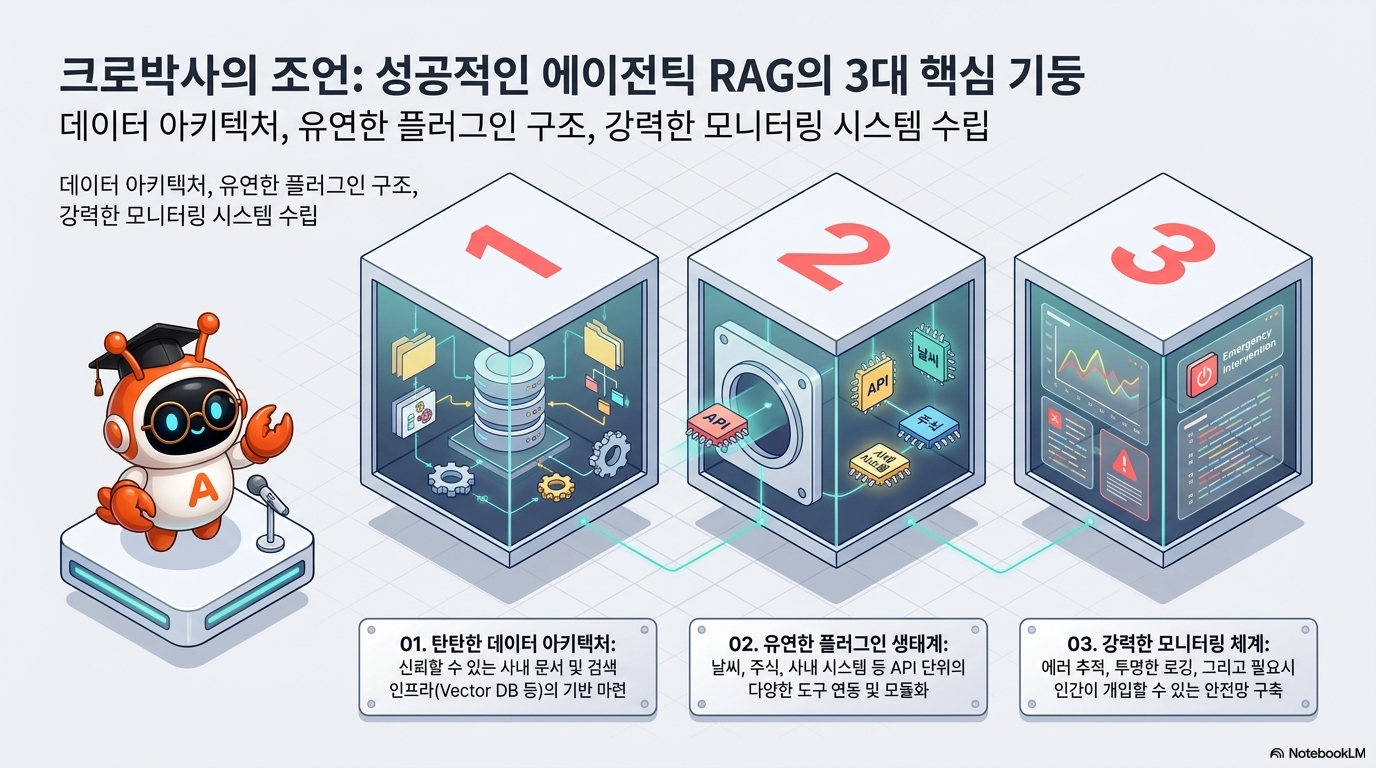 크로박사의 조언: 성공적인 에이전틱 RAG의 3대 핵심 기둥
데이터 아키텍처, 유연한 플러그인 구조, 강력한 모니터링 시스템 수립
데이터 아키텍처, 유연한 플러그인 구조,
강력한 모니터링 시스템 수립
1
2
3
A
API
API
날씨
주식
Emergency
Intervention
01. 탄탄한 데이터 아키텍처:
신뢰할 수 있는 사내 문서 및 검색
인프라(Vector DB 등)의 기반 마련
02. 유연한 플러그인 생태계:
날씨, 주식, 사내 시스템 등 API 단위의
다양한 도구 연동 및 모듈화
03. 강력한 모니터링 체계:
에러 추적, 투명한 로깅, 그리고 필요시
인간이 개입할 수 있는 안전망 구축
NotebookLM